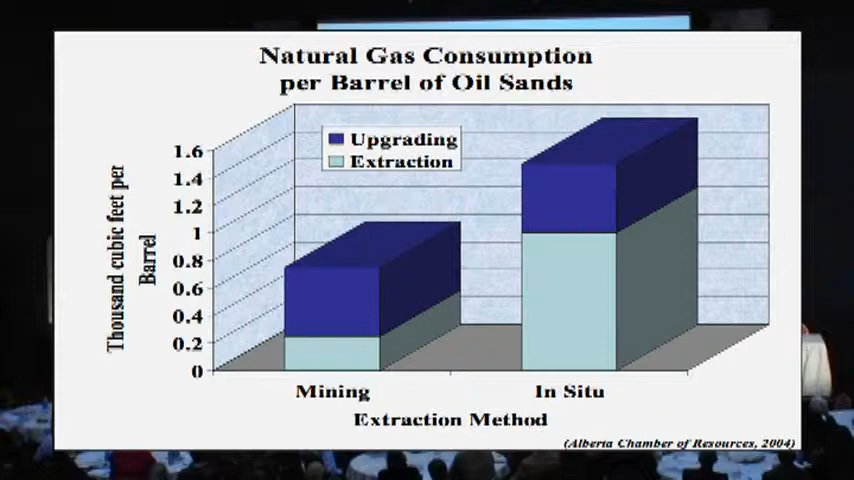 Natural Gas Consumption
per Barrel of Oil Sands
Upgrading
Extraction
Thousand cubic feet per
Barrel
1.6
1.4
1.2
1
0.8
0.6
0.4
0.2
0
Mining
In Situ
Extraction Method
(Alberta Chamber of Resources, 2004)